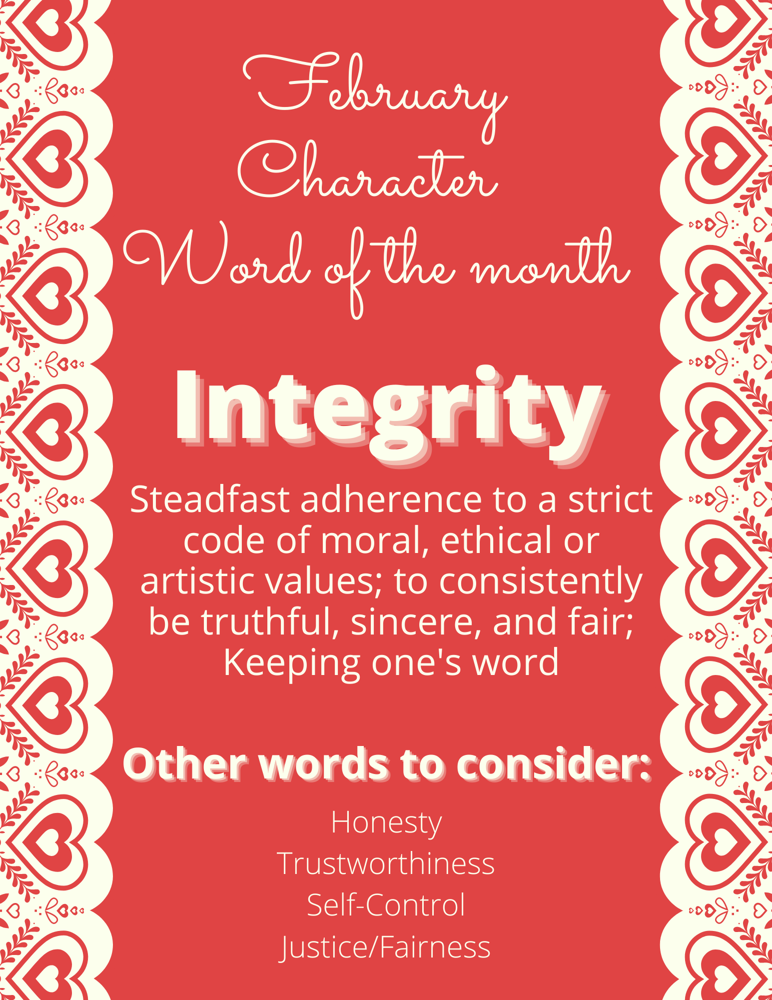 February
Character
Word of the month
Integrity
Steadfast adherence to a strict
code of moral, ethical or
artistic values; to consistently
be truthful, sincere, and fair;
Keeping one's word
Other words to consider:
Honesty
Trustworthiness
Self-Control
Justice/Fairness